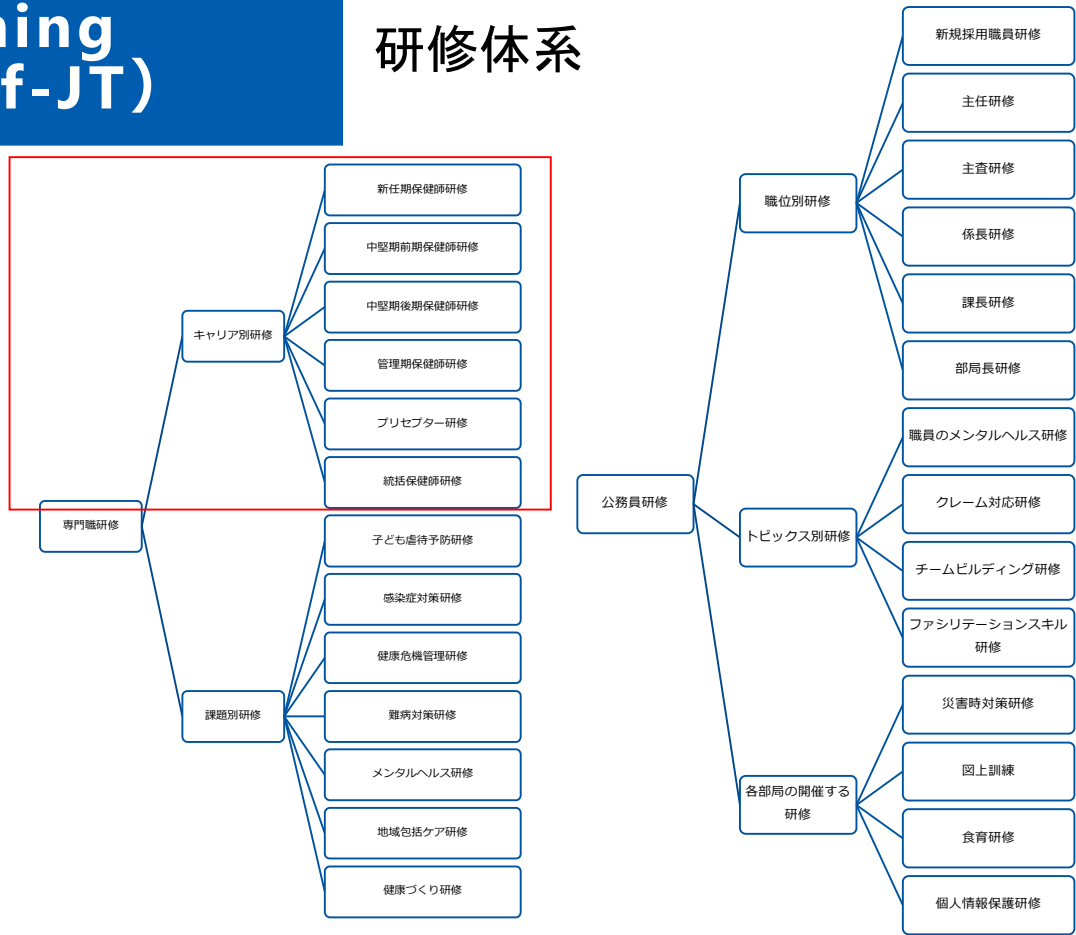 ning
f-JT)
研修体系
専門職研修
キャリア別研修
新任期保健師研修
中堅期前期保健師研修
中堅期後期保健師研修
管理期保健師研修
プリセプター研修
統括保健師研修
課題別研修
子ども虐待予防研修
感染症対策研修
健康危機管理研修
難病対策研修
メンタルヘルス研修
地域包括ケア研修
健康づくり研修
公務員研修
職位別研修
新規採用職員研修
主任研修
主査研修
係長研修
課長研修
部局長研修
トピックス別研修
職員のメンタルヘルス研修
クレーム対応研修
チームビルディング研修
ファシリテーションスキル
研修
各部局の開催する
研修
災害時対策研修
図上訓練
食育研修
個人情報保護研修